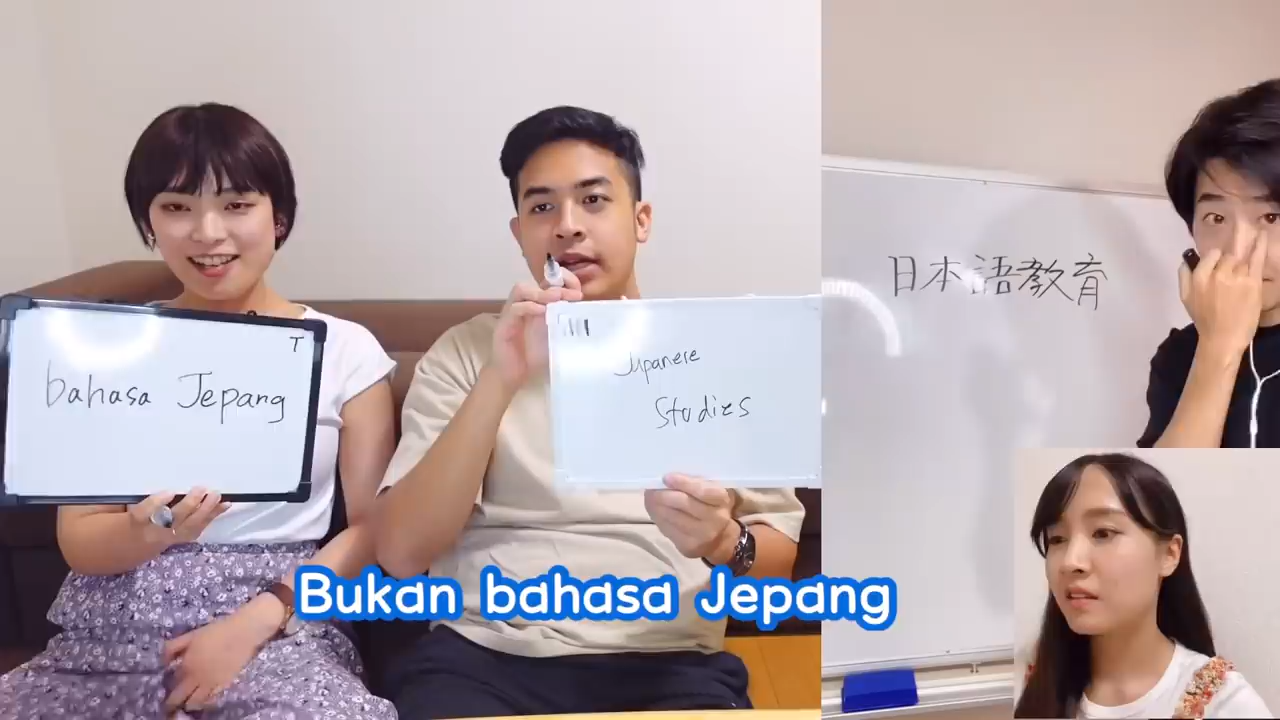 T
bahasa Jepang
Japanese
Studies
日本語教育
Bukan bahasa Jepang